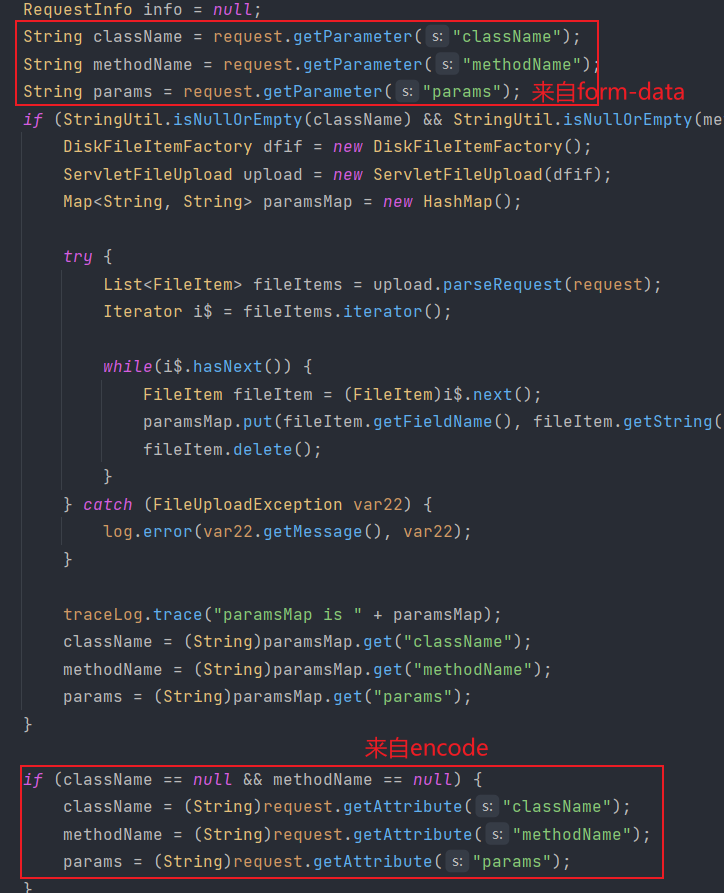 RequestInfo info = null;
String className = request.getParameter( s: "className");
String methodName = request.getParameter( s: "methodName");
String params = request.getParameter( s: "params"); 来自form-data
if (StringUtil.isNullOrEmpty(className) && StringUtil.isNullOrEmpty(me
DiskFileItemFactory dfif = new DiskFileItemFactory();
ServletFileUpload upload = new ServletFileUpload(dfif);
Map<String, String> paramsMap = new HashMap();
try {
List<FileItem> fileItems = upload.parseRequest(request);
Iterator i$ = fileItems.iterator();
while(i$.hasNext()) {
FileItem fileItem = (FileItem)i$.next();
paramsMap.put(fileItem.getFieldName(), fileItem.getString(
fileItem.delete();
}
} catch (FileUploadException var22) {
log.error(var22.getMessage(), var22);
}
traceLog.trace("paramsMap is " + paramsMap);
className = (String)paramsMap.get("className");
methodName = (String)paramsMap.get("methodName");
params = (String)paramsMap.get("params");
}
来自encode
if (className == null && methodName == null) {
className = (String)request.getAttribute( s: "className");
methodName = (String)request.getAttribute( s: "methodName");
params = (String)request.getAttribute( s: "params");
}